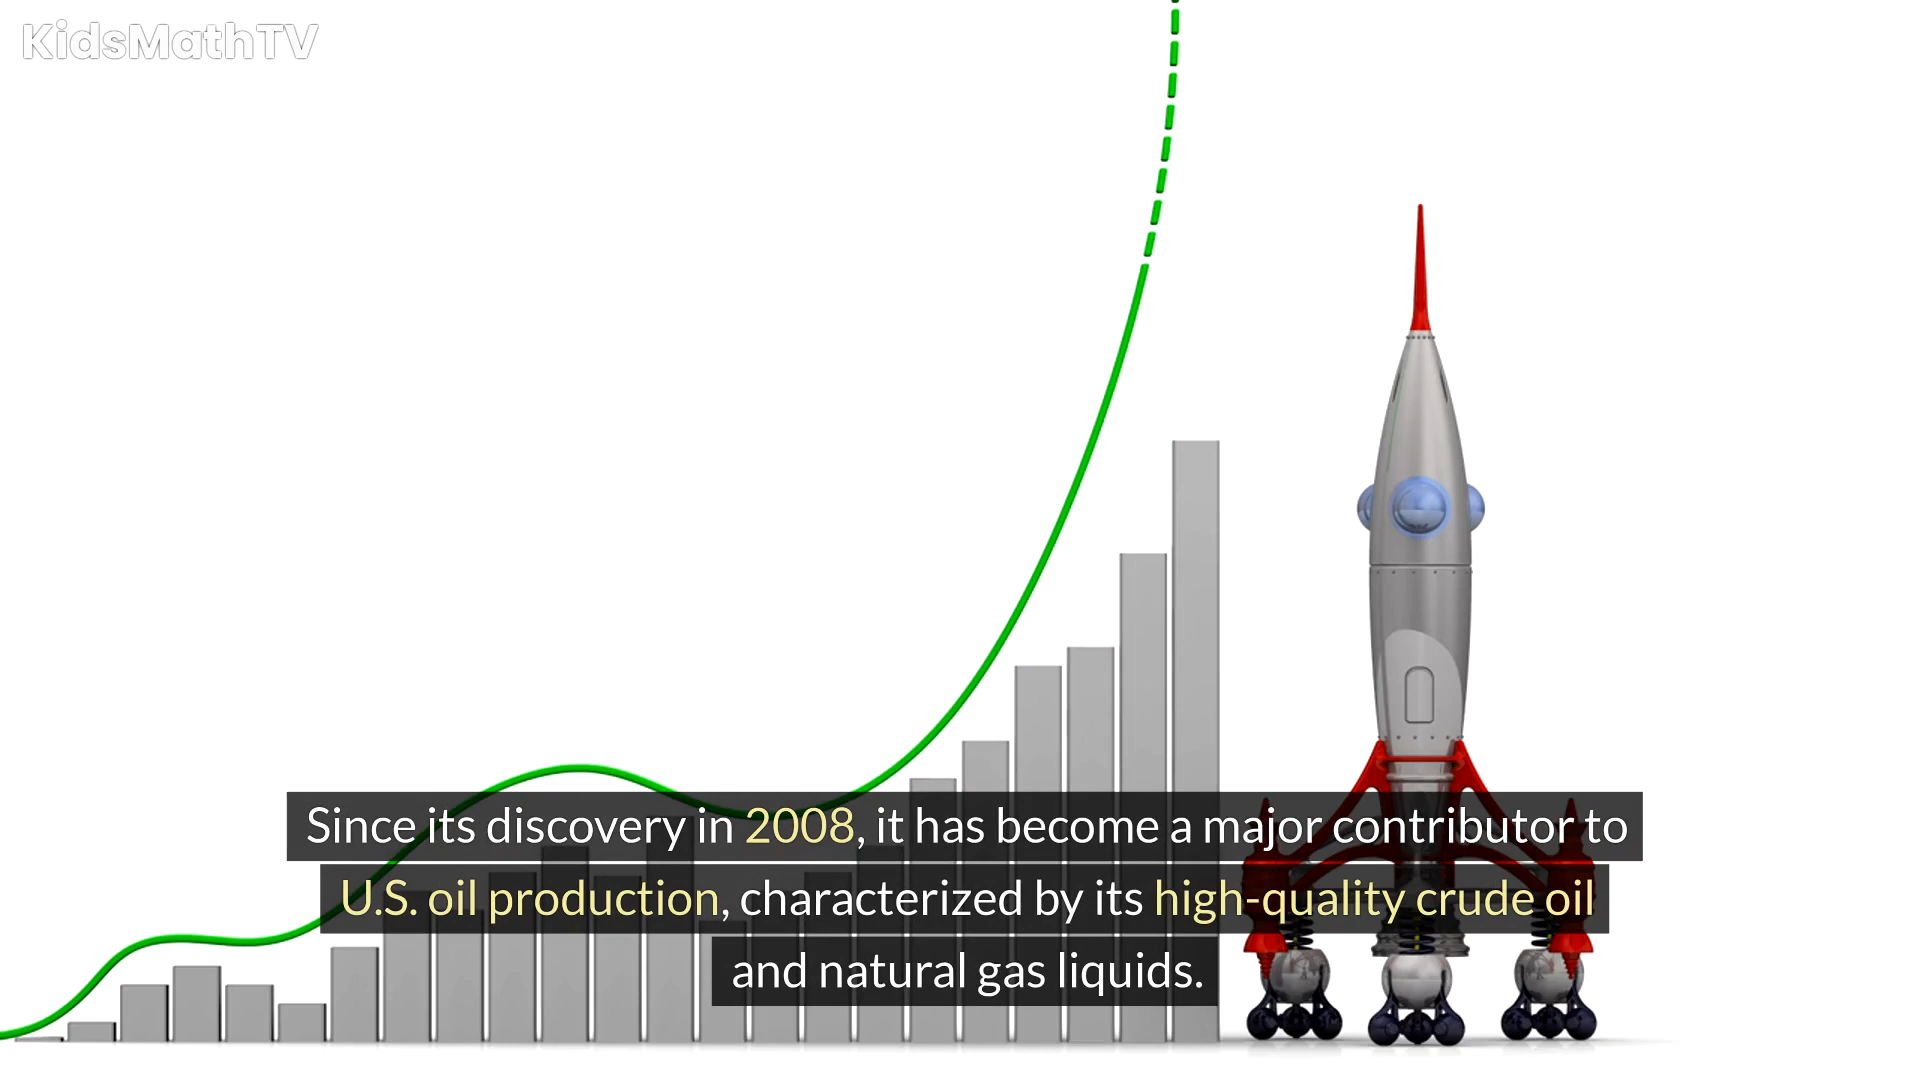 KidsMathTV
Since its discovery in 2008, it has become a major contributor to
U.S. oil production, characterized by its high-quality crude oil
and natural gas liquids.